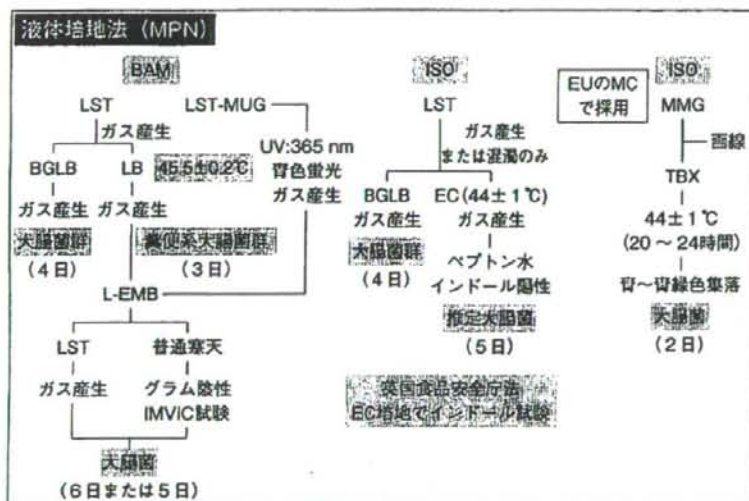 液体培地法 (MPN)
BAM
LST
LST-MUG
ガス産生
BGLB
LB
45.5±0.2℃
UV:365 nm
青色蛍光
ガス産生
ガス産生
ガス産生
大腸菌群
(4日)
糞便系大腸菌群
(3日)
L-EMB
LST
普通寒天
ガス産生
グラム陰性
IMViC試験
大腸菌
(6日または5日)
ISO
LST
ガス産生
または混濁のみ
BGLB
EC(44±1℃)
ガス産生
ガス産生
大腸菌群
(4日)
ペプトン水
インドール陽性
推定大腸菌
(5日)
英国食品安全庁法
EC培地でインドール試験
EUのMC
で採用
ISO
MMG
画線
TBX
44±1℃
(20～24時間)
青～青緑色集落
大腸菌
(2日)